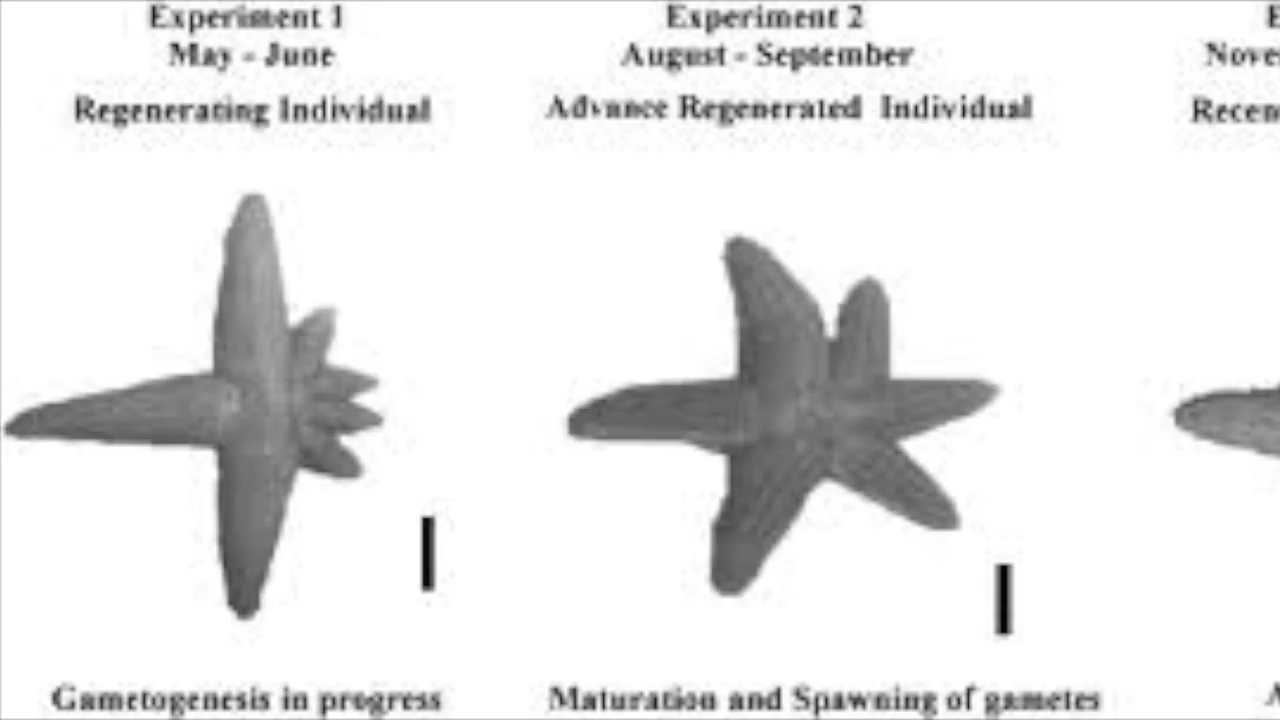 Experiment 1
May - June
Regenerating Individual
Experiment 2
August - September
Advance Regenerated Individual
Gametogenesis in progress
Maturation and Spawning of gametes